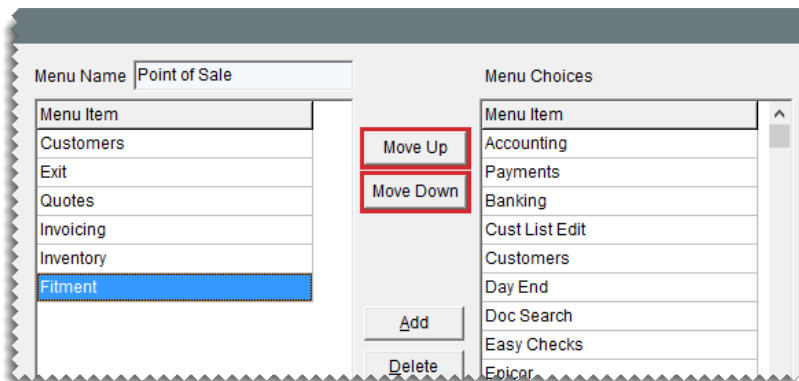 Menu Name Point of Sale
Menu Choices
Menu Item
Customers
Exit
Quotes
Invoicing
Inventory
Fitment
Move Up
Move Down
Add
Delete
Menu Item
Accounting
Payments
Banking
Cust List Edit
Customers
Day End
Doc Search
Easy Checks
Epicor